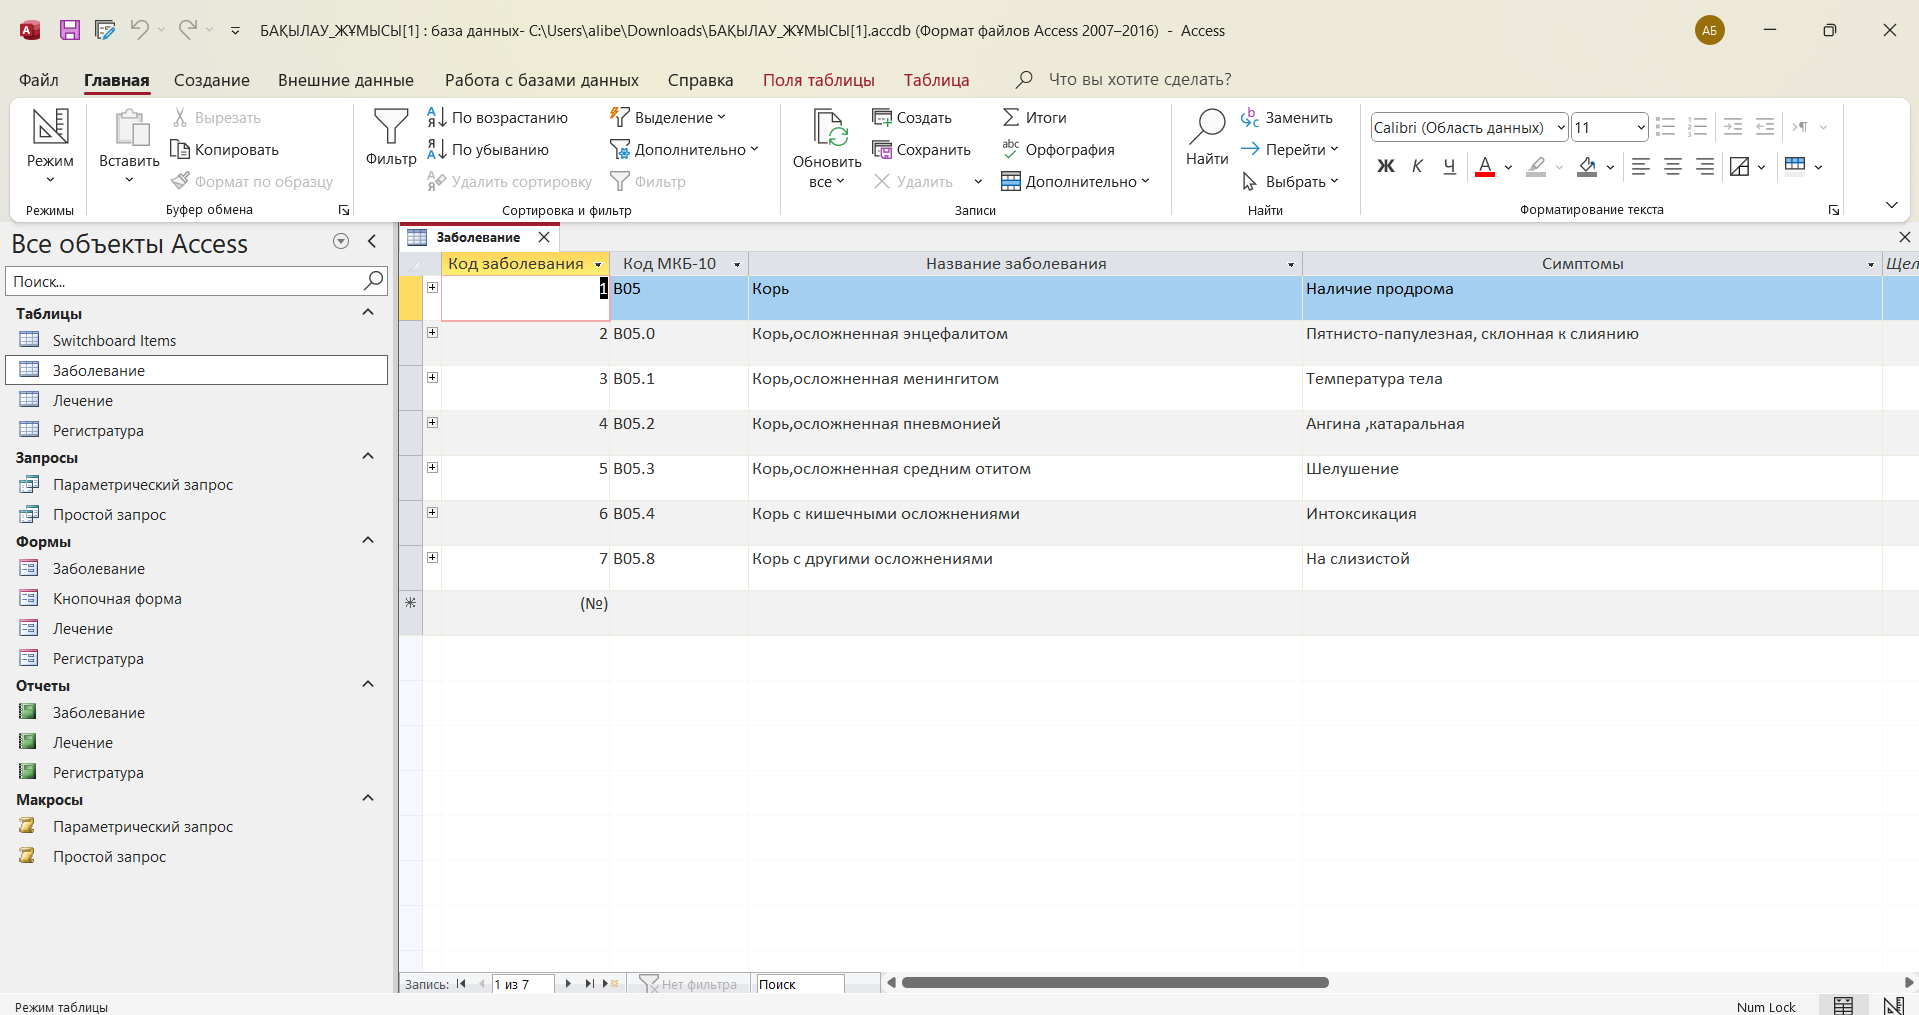 БАҚЫЛАУ_ЖҰМЫСЫ[1] : база данных- C:\Users\alibe\Downloads\БАҚЫЛАУ_ЖҰМЫСЫ[1].accdb (Формат файлов Access 2007–2016) - Access
АБ
Файл Главная Создание Внешние данные Работа с базами данных Справка Поля таблицы Таблица Что вы хотите сделать?
Режим
Режимы
Вставить
Вырезать
Копировать
Формат по образцу
Буфер обмена
Фильтр
По возрастанию
По убыванию
Удалить сортировку
Выделение
Дополнительно
Фильтр
Сортировка и фильтр
Обновить
все
Создать
Сохранить
Удалить
Итоги
Орфография
Дополнительно
Записи
Найти
Заменить
Перейти
Выбрать
Найти
Calibri (Область данных) 11
Ж К Ч А
Форматирование текста
Все объекты Access
Поиск...
Таблицы
Switchboard Items
Заболевание
Лечение
Регистратура
Запросы
Параметрический запрос
Простой запрос
Формы
Заболевание
Кнопочная форма
Лечение
Регистратура
Отчеты
Заболевание
Лечение
Регистратура
Макросы
Параметрический запрос
Простой запрос
Заболевание
Код заболевания Код МКБ-10 Название заболевания Симптомы Щел
1 B05 Корь Наличие продрома
2 B05.0 Корь,осложненная энцефалитом Пятнисто-папулезная, склонная к слиянию
3 B05.1 Корь,осложненная менингитом Температура тела
4 B05.2 Корь,осложненная пневмонией Ангина ,катаральная
5 B05.3 Корь,осложненная средним отитом Шелушение
6 B05.4 Корь с кишечными осложнениями Интоксикация
7 B05.8 Корь с другими осложнениями На слизистой
(№)
Запись: 1 из 7 Нет фильтра Поиск
Режим таблицы Num Lock